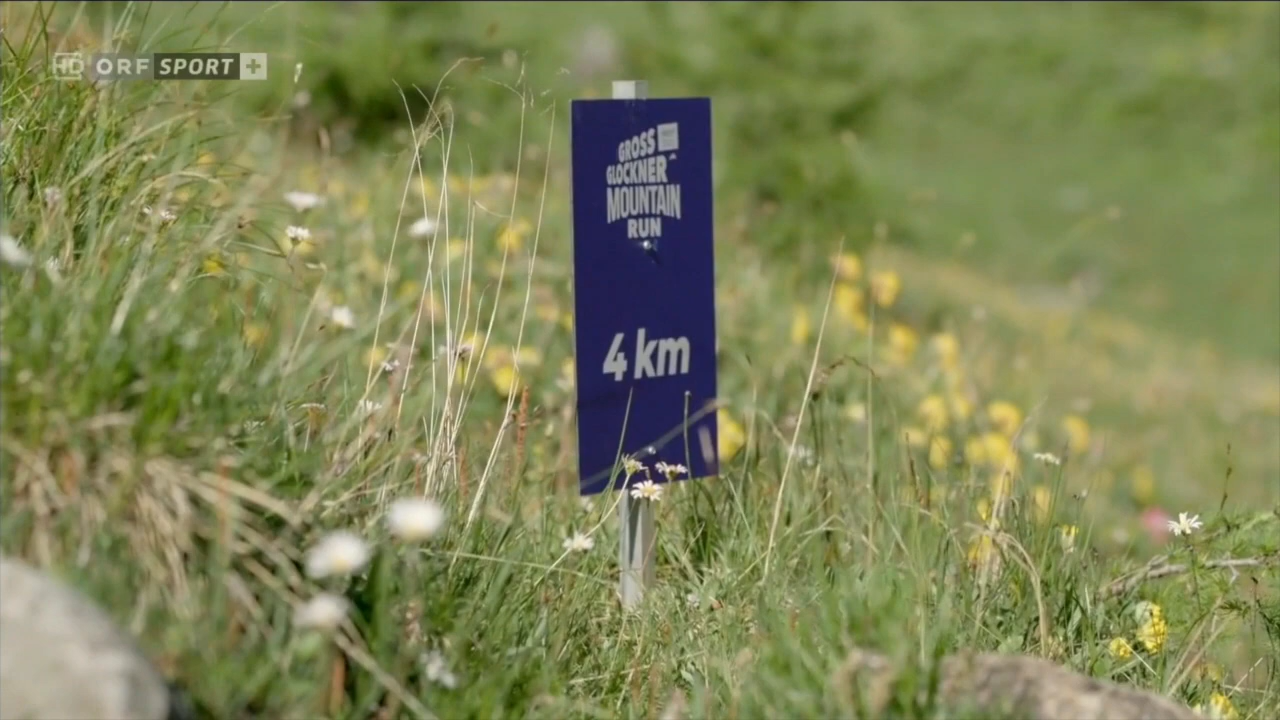 HD ORF SPORT +
GROSS
GLOCKNER
MOUNTAIN
RUN
4 km